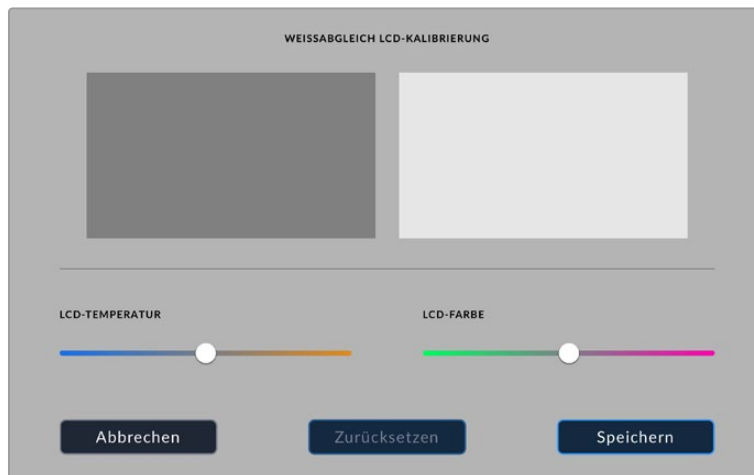 WEISSABGLEICH LCD-KALIBRIERUNG
LCD-TEMPERATUR
LCD-FARBE
Abbrechen
Zurücksetzen
Speichern